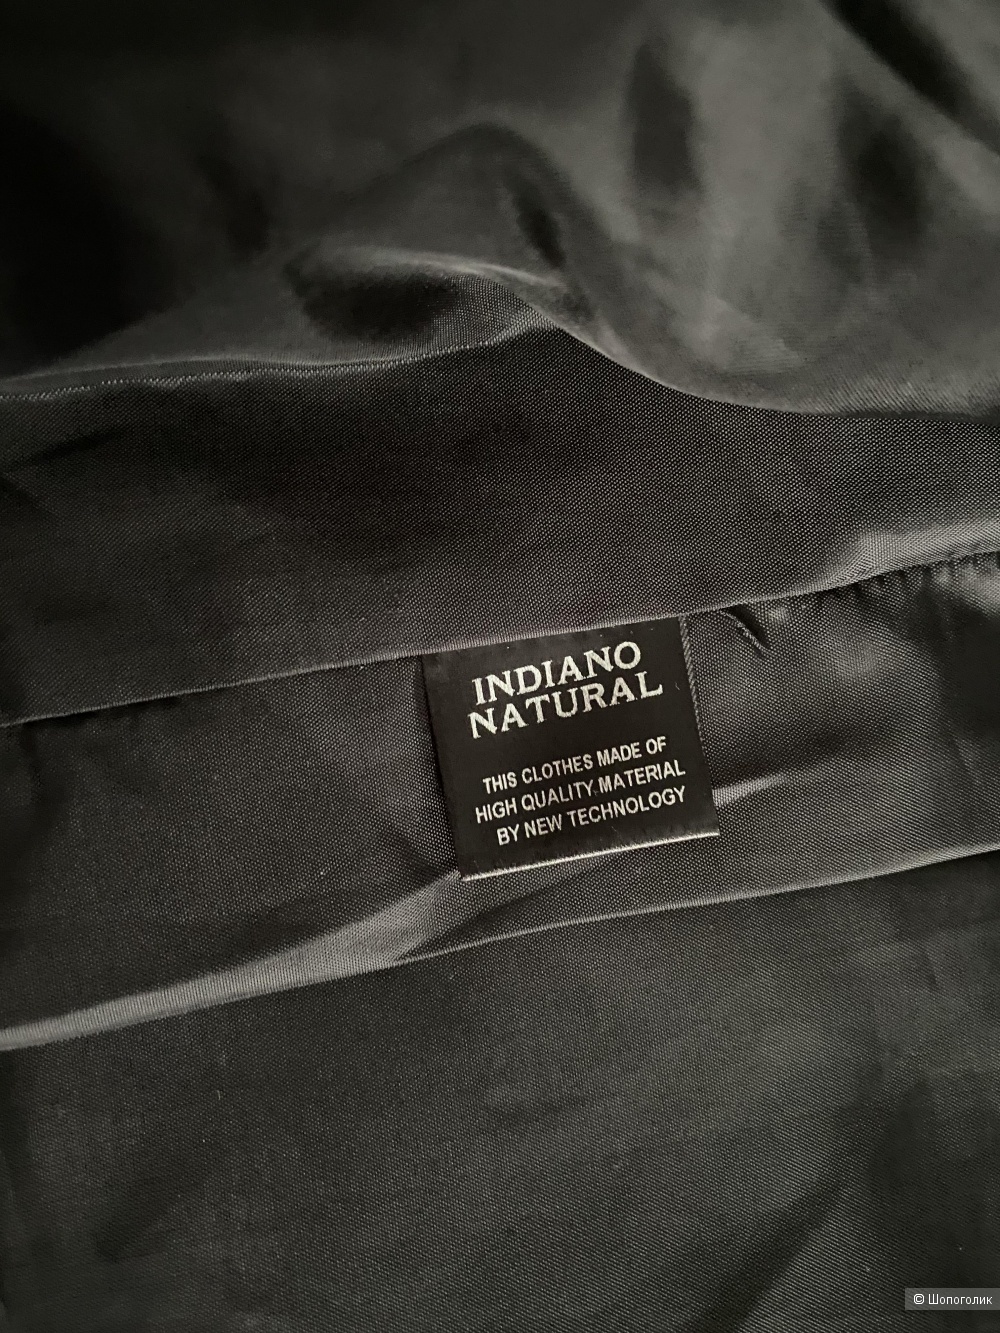 INDIANO
NATURAL
THIS CLOTHES MADE OF
HIGH QUALITY MATERIAL
BY NEW TECHNOLOGY
© Шопоголик